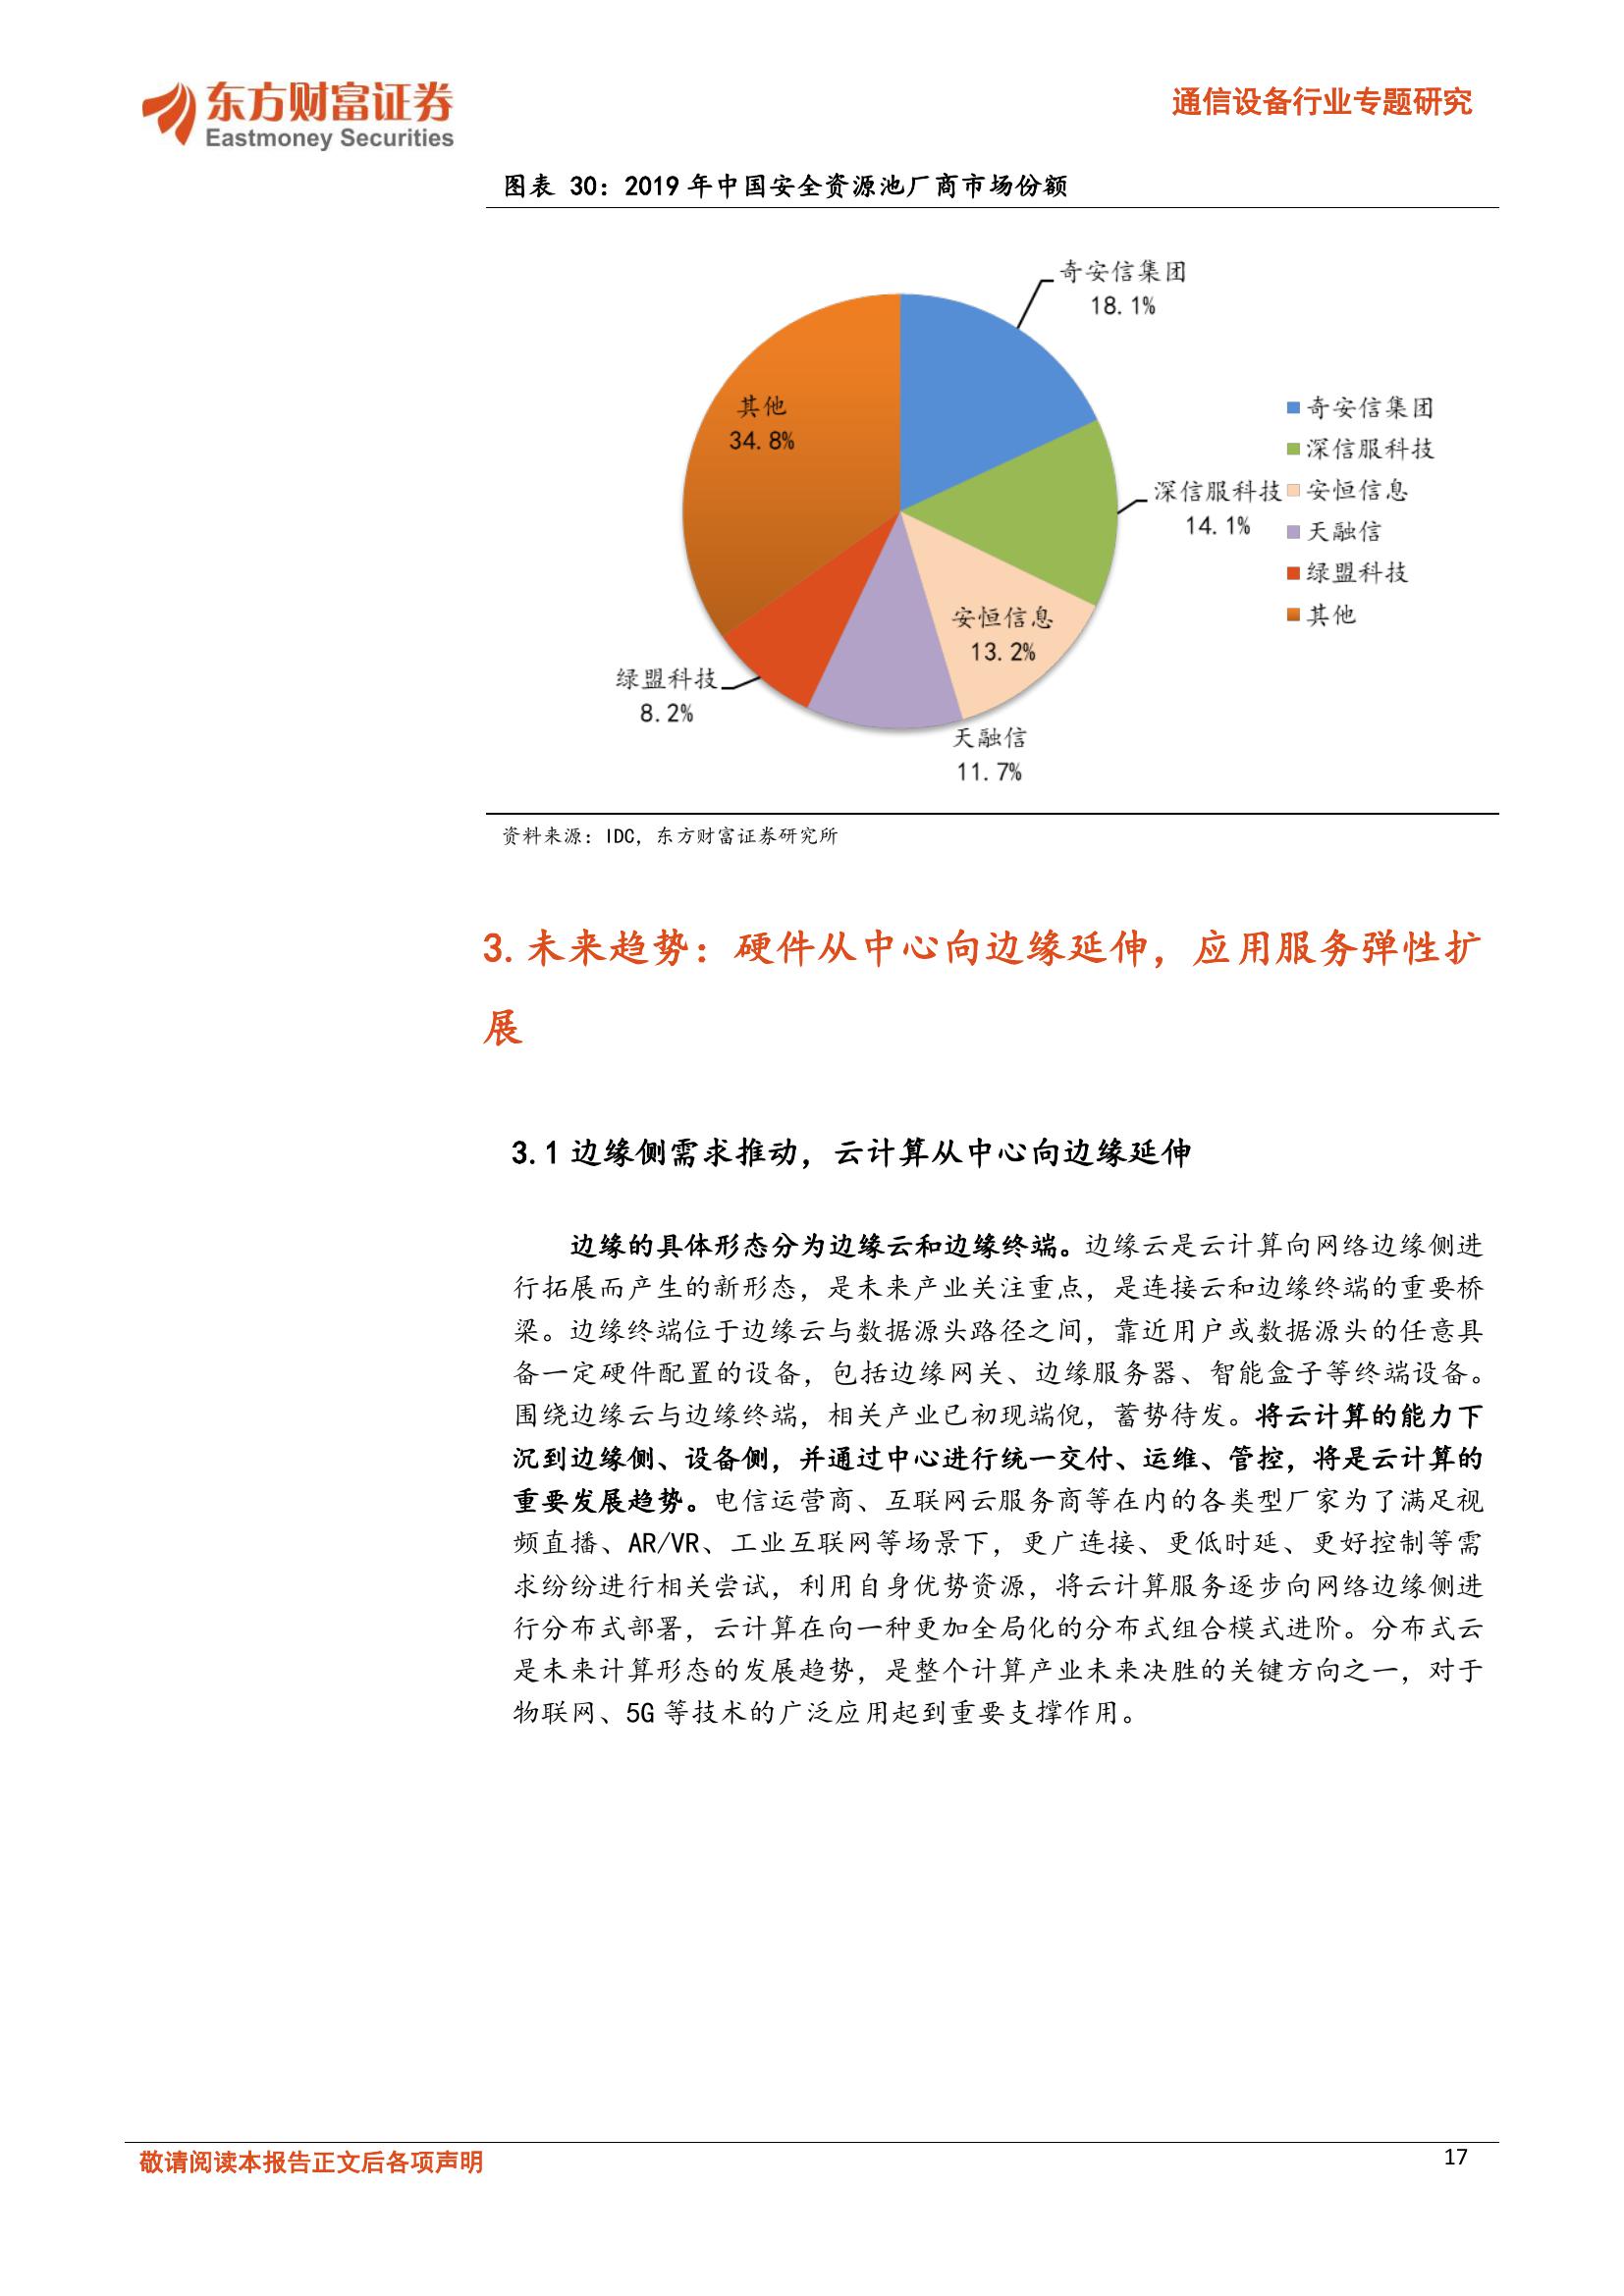 东方财富证券
Eastmoney Securities
通信设备行业专题研究
图表 30：2019 年中国安全资源池厂商市场份额
奇安信集团
18.1%
其他
34.8%
深信服科技
14.1%
安恒信息
13.2%
绿盟科技
8.2%
天融信
11.7%
奇安信集团
深信服科技
安恒信息
天融信
绿盟科技
其他
资料来源：IDC，东方财富证券研究所
3.未来趋势：硬件从中心向边缘延伸，应用服务弹性扩
展
3.1 边缘侧需求推动，云计算从中心向边缘延伸
边缘的具体形态分为边缘云和边缘终端。边缘云是云计算向网络边缘侧进
行拓展而产生的新形态，是未来产业关注重点，是连接云和边缘终端的重要桥
梁。边缘终端位于边缘云与数据源头路径之间，靠近用户或数据源头的任意具
备一定硬件配置的设备，包括边缘网关、边缘服务器、智能盒子等终端设备。
围绕边缘云与边缘终端，相关产业已初现端倪，蓄势待发。将云计算的能力下
沉到边缘侧、设备侧，并通过中心进行统一交付、运维、管控，将是云计算的
重要发展趋势。电信运营商、互联网云服务商等在内的各类型厂家为了满足视
频直播、AR/VR、工业互联网等场景下，更广连接、更低时延、更好控制等需
求纷纷进行相关尝试，利用自身优势资源，将云计算服务逐步向网络边缘侧进
行分布式部署，云计算在向一种更加全局化的分布式组合模式进阶。分布式云
是未来计算形态的发展趋势，是整个计算产业未来决胜的关键方向之一，对于
物联网、5G 等技术的广泛应用起到重要支撑作用。
敬请阅读本报告正文后各项声明
17